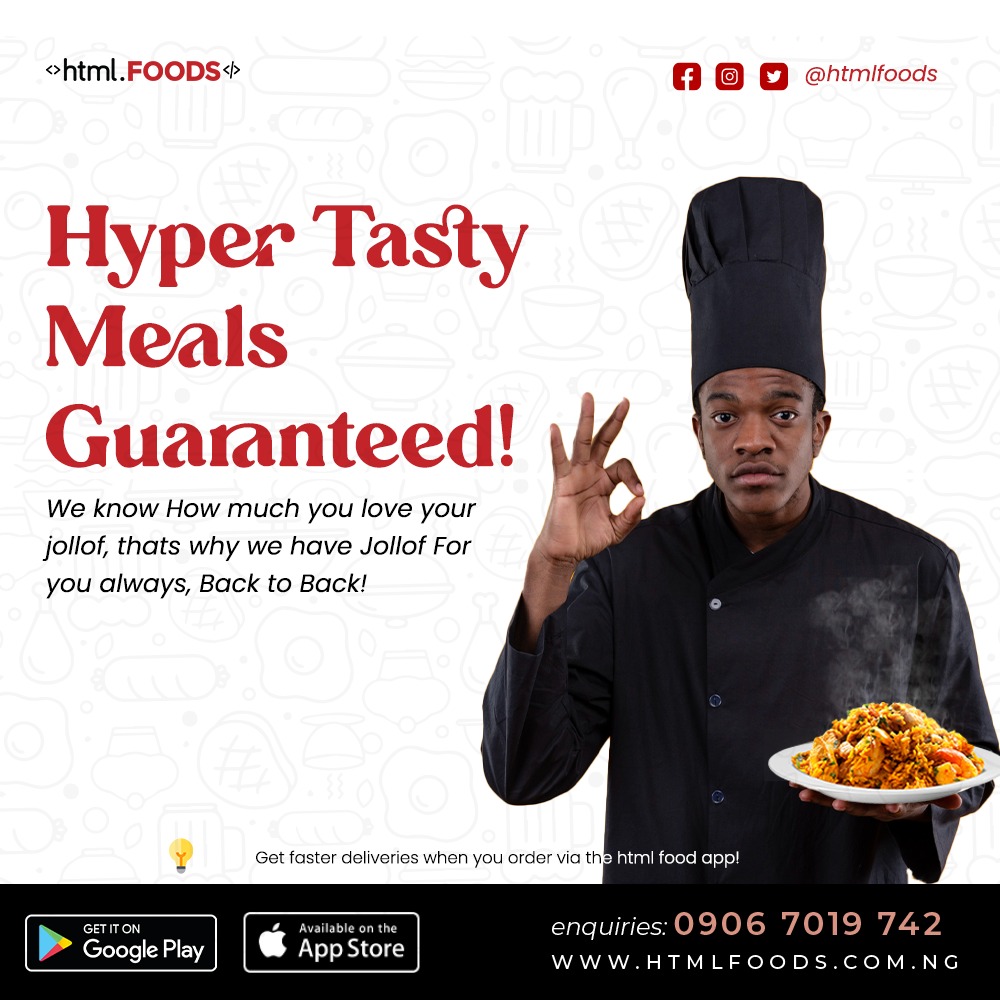 <>html.FOODS</>
@htmlfoods
Hyper Tasty
Meals
Guaranteed!
We know How much you love your
jollof, thats why we have Jollof For
you always, Back to Back!
Get faster deliveries when you order via the html food app!
GET IT ON
Google Play
Available on the
App Store
enquiries: 0906 7019 742
WWW.HTMLFOODS.COM.NG